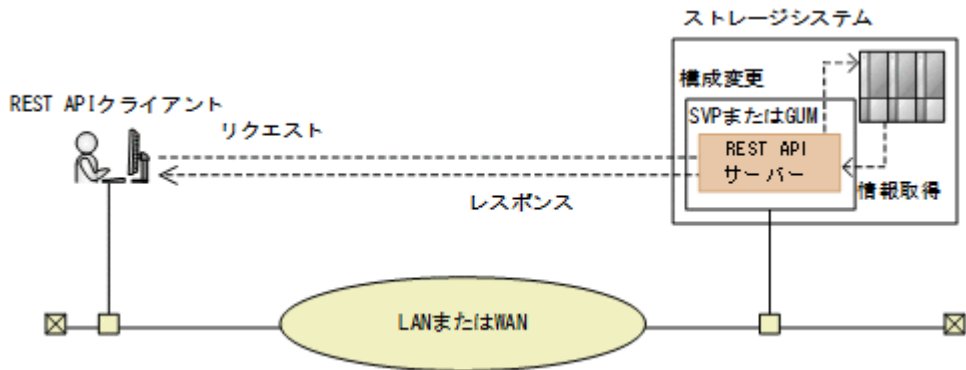 ストレージシステム
構成変更
REST APIクライアント
SVPまたはGUM
リクエスト
REST API
サーバー
情報取得
レスポンス
LANまたはWAN